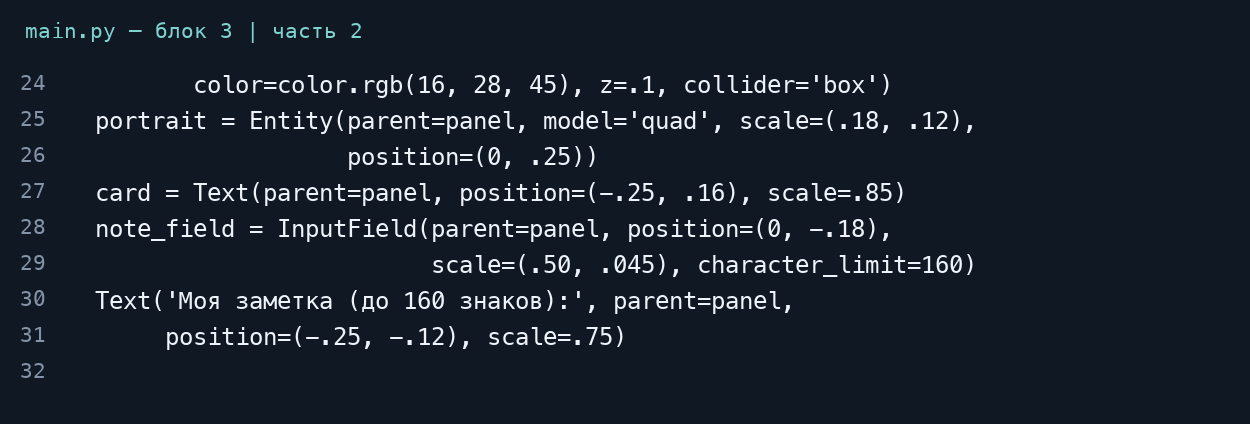 main.py — блок 3 | часть 2
24           color=color.rgb(16, 28, 45), z=.1, collider='box')
25    portrait = Entity(parent=panel, model='quad', scale=(.18, .12),
26                      position=(0, .25))
27    card = Text(parent=panel, position=(-.25, .16), scale=.85)
28    note_field = InputField(parent=panel, position=(0, -.18),
29                            scale=(.50, .045), character_limit=160)
30    Text('Моя заметка (до 160 знаков):', parent=panel,
31         position=(-.25, -.12), scale=.75)
32